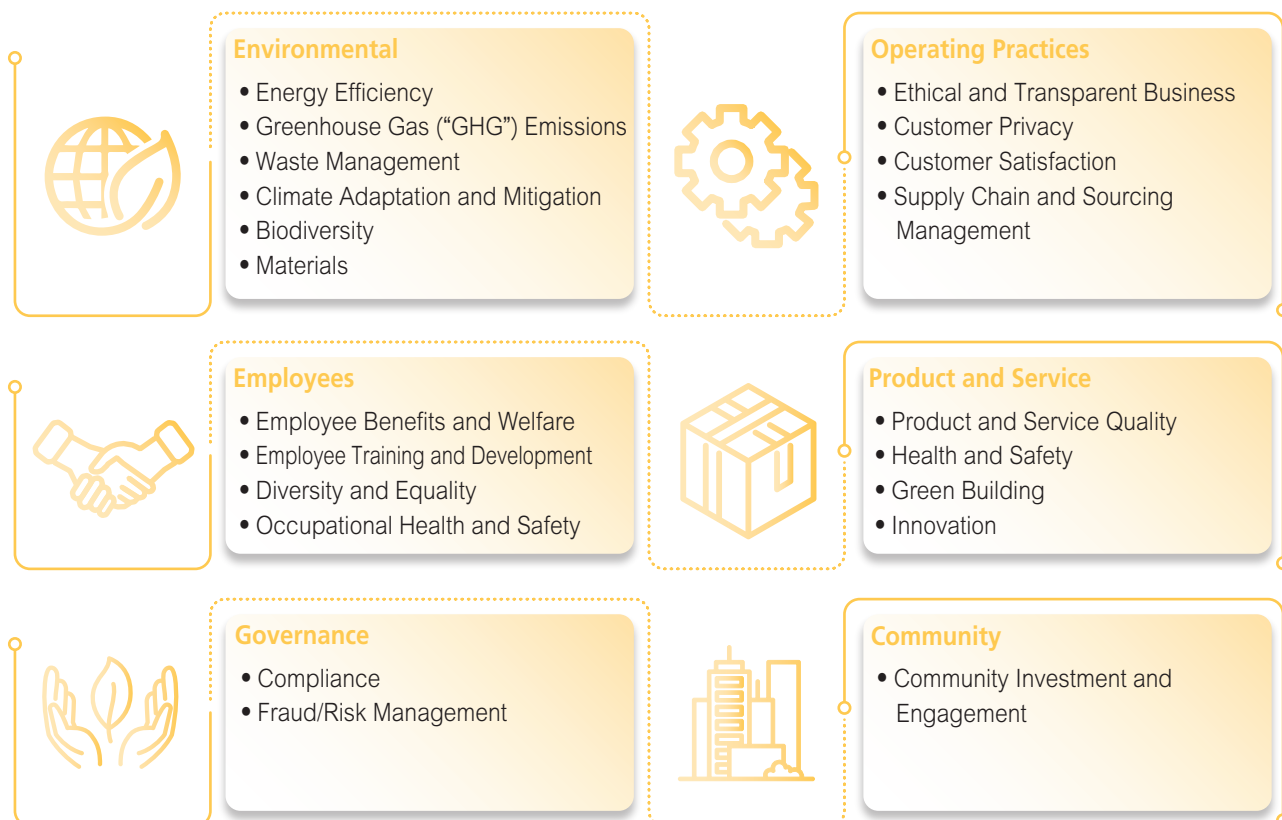 Environmental
• Energy Efficiency
• Greenhouse Gas (“GHG”) Emissions
• Waste Management
• Climate Adaptation and Mitigation
• Biodiversity
• Materials
Operating Practices
• Ethical and Transparent Business
• Customer Privacy
• Customer Satisfaction
• Supply Chain and Sourcing
Management
Employees
• Employee Benefits and Welfare
• Employee Training and Development
• Diversity and Equality
• Occupational Health and Safety
Product and Service
• Product and Service Quality
• Health and Safety
• Green Building
• Innovation
Governance
• Compliance
• Fraud/Risk Management
Community
• Community Investment and
Engagement